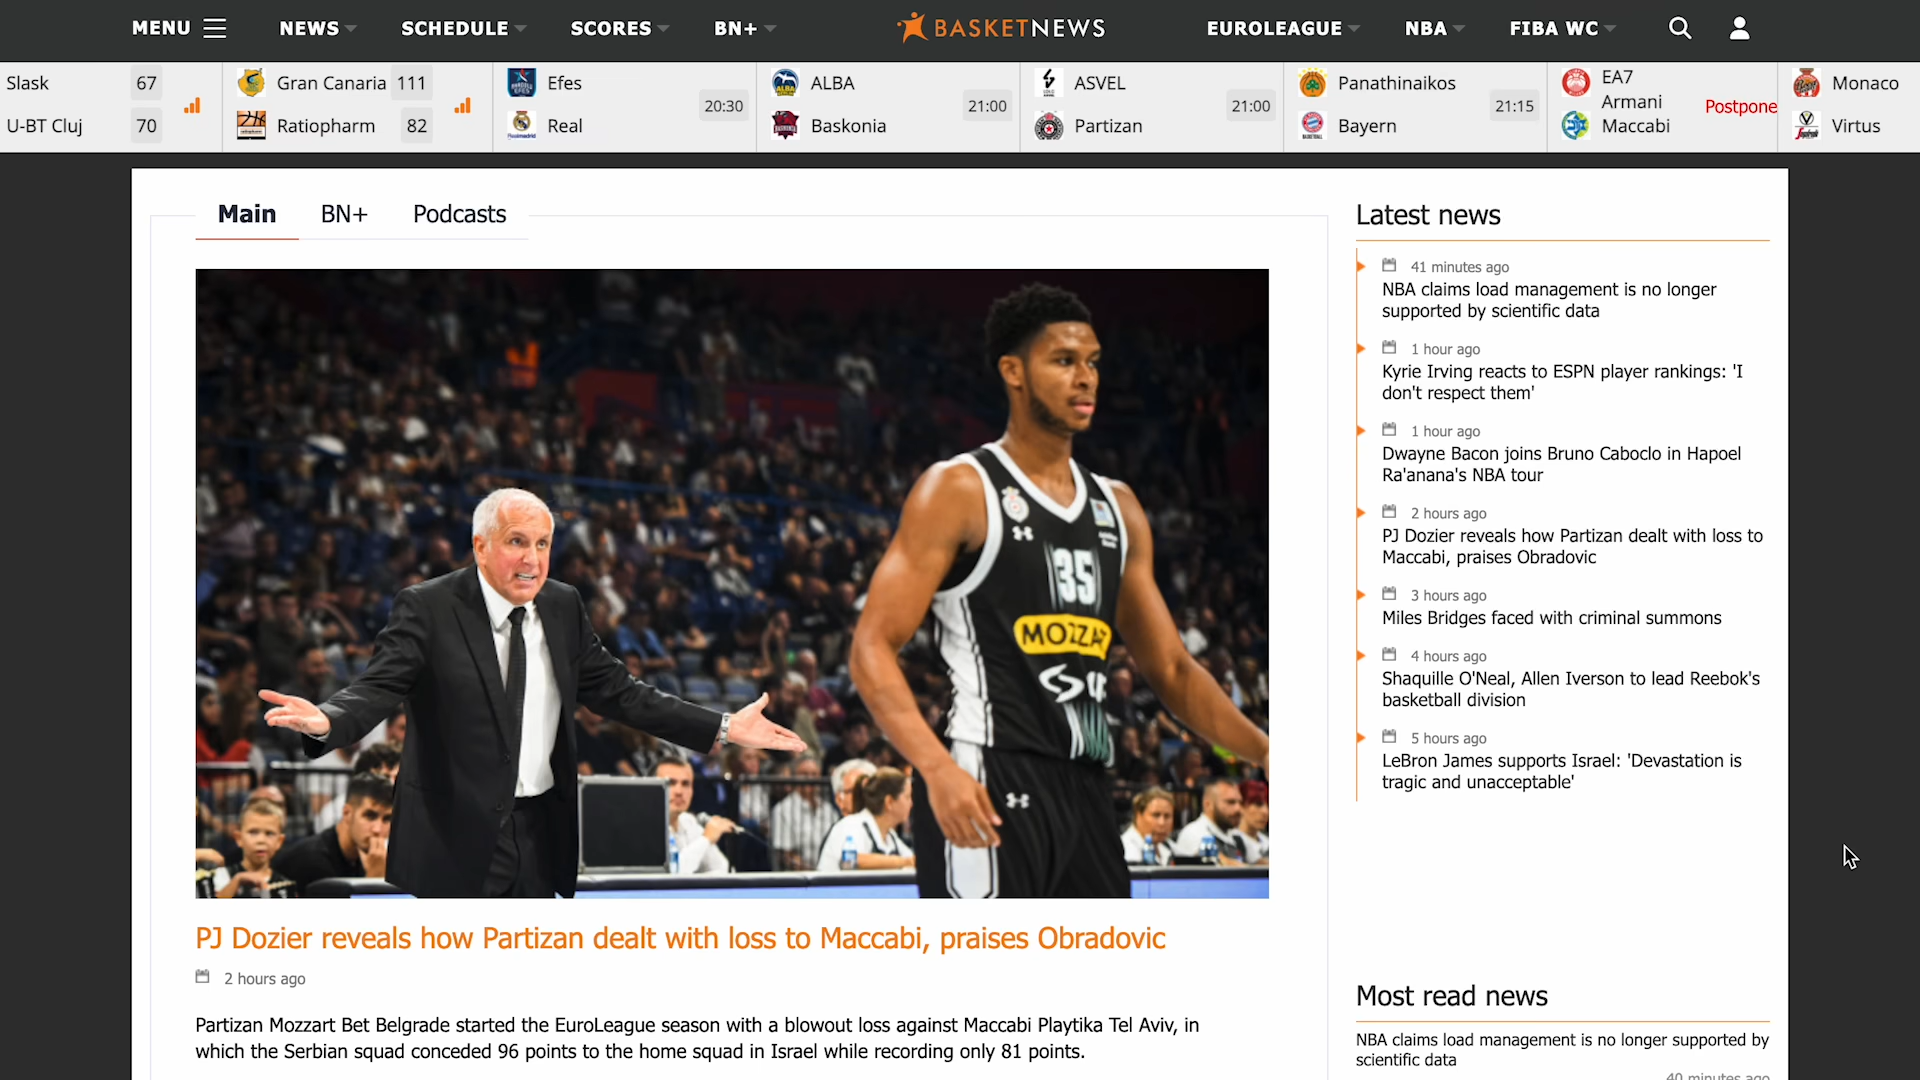 MENU
NEWS
SCHEDULE
SCORES
BN+
BASKETNEWS
EUROLEAGUE
NBA
FIBA WC
Slask 67
U-BT Cluj 70
Gran Canaria 111
Ratiopharm 82
Efes
Real
20:30
ALBA
Baskonia
21:00
ASVEL
Partizan
21:00
Panathinaikos
Bayern
21:15
EA7
Armani
Maccabi
Postpone
Monaco
Virtus
Main
BN+
Podcasts
35
MOZZA
PJ Dozier reveals how Partizan dealt with loss to Maccabi, praises Obradovic
2 hours ago
Partizan Mozzart Bet Belgrade started the EuroLeague season with a blowout loss against Maccabi Playtika Tel Aviv, in
which the Serbian squad conceded 96 points to the home squad in Israel while recording only 81 points.
Latest news
41 minutes ago
NBA claims load management is no longer
supported by scientific data
1 hour ago
Kyrie Irving reacts to ESPN player rankings: 'I
don't respect them'
1 hour ago
Dwayne Bacon joins Bruno Caboclo in Hapoel
Ra'anana's NBA tour
2 hours ago
PJ Dozier reveals how Partizan dealt with loss to
Maccabi, praises Obradovic
3 hours ago
Miles Bridges faced with criminal summons
4 hours ago
Shaquille O'Neal, Allen Iverson to lead Reebok's
basketball division
5 hours ago
LeBron James supports Israel: 'Devastation is
tragic and unacceptable'
Most read news
NBA claims load management is no longer supported by
scientific data
40 minutes ago